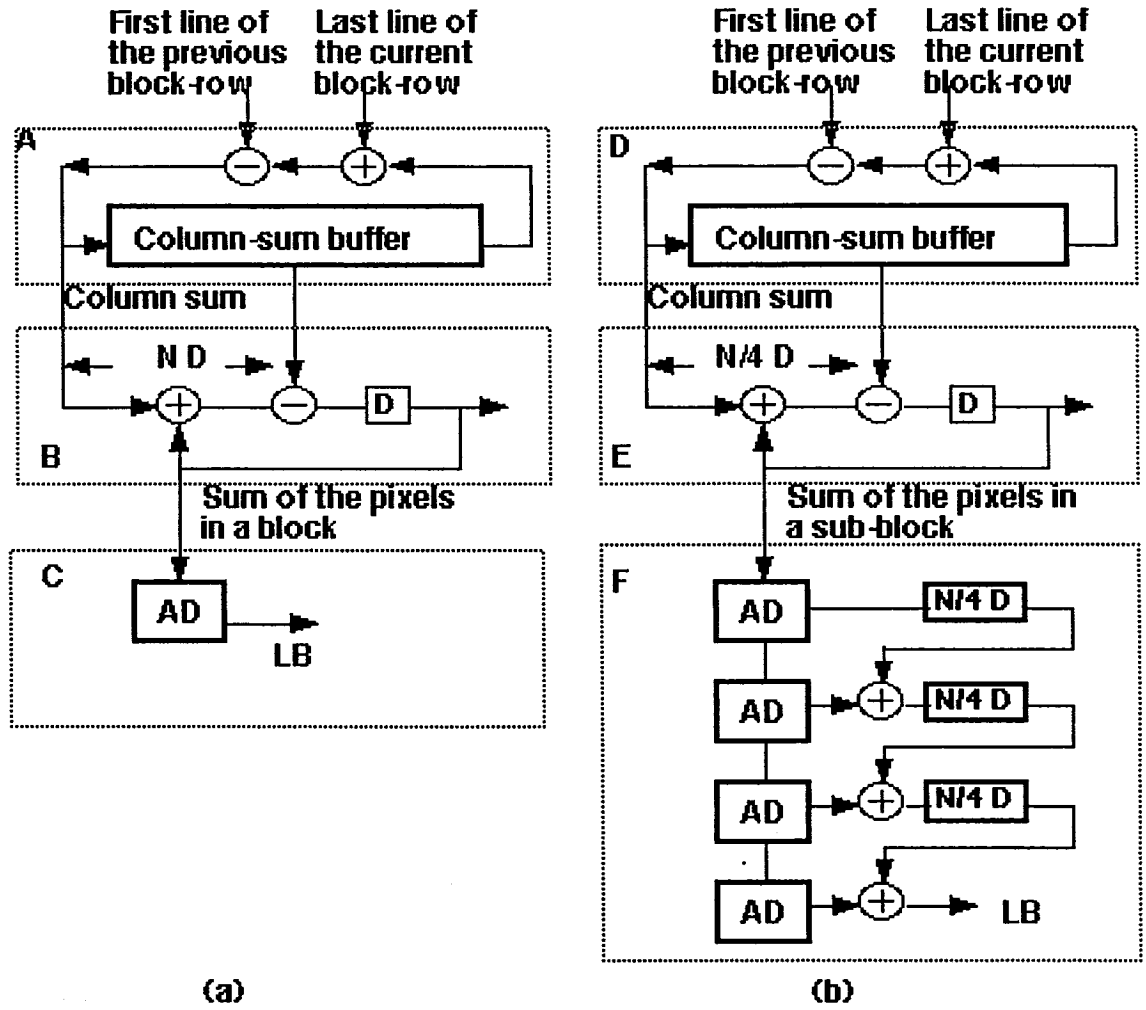 First line of
the previous
block-row
Last line of
the current
block-row
A
−
+
Column-sum buffer
Column sum
N D
+
−
D
B
Sum of the pixels
in a block
C
AD
LB
(a)
First line of
the previous
block-row
Last line of
the current
block-row
D
−
+
Column-sum buffer
Column sum
N/4 D
+
−
D
E
Sum of the pixels in
a sub-block
F
AD
N/4 D
AD
+
N/4 D
AD
+
N/4 D
AD
+
LB
(b)